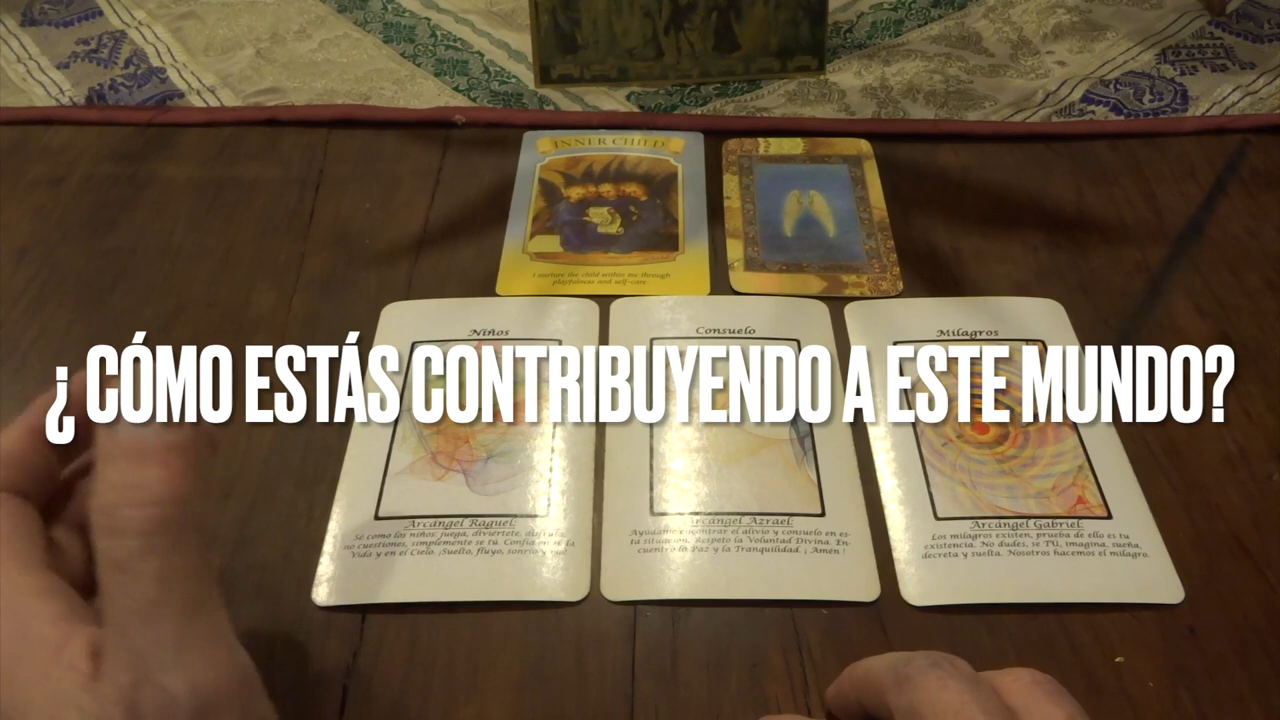 INNER CHILD
I nurture the child within me through
playfulness and self-care.
Niños
Consuelo
Milagros
¿CÓMO ESTÁS CONTRIBUYENDO A ESTE MUNDO?
Arcángel Raguel:
Sé como los niños: juega, diviértete, disfruta,
no cuestiones, simplemente se tú. Confía en la
Vida y en el Cielo. ¡Suelto, fluyo, sonrío y
Arcángel Azrael:
Ayúdame encontrar el alivio y consuelo en es-
ta situación. Respeto la Voluntad Divina. En-
cuentro la Paz y la Tranquilidad. ¡ Amén !
Arcángel Gabriel:
Los milagros existen, prueba de ello es tu
existencia. No dudes, se TÚ, imagina, sueña,
decreta y suelta. Nosotros hacemos el milagro.